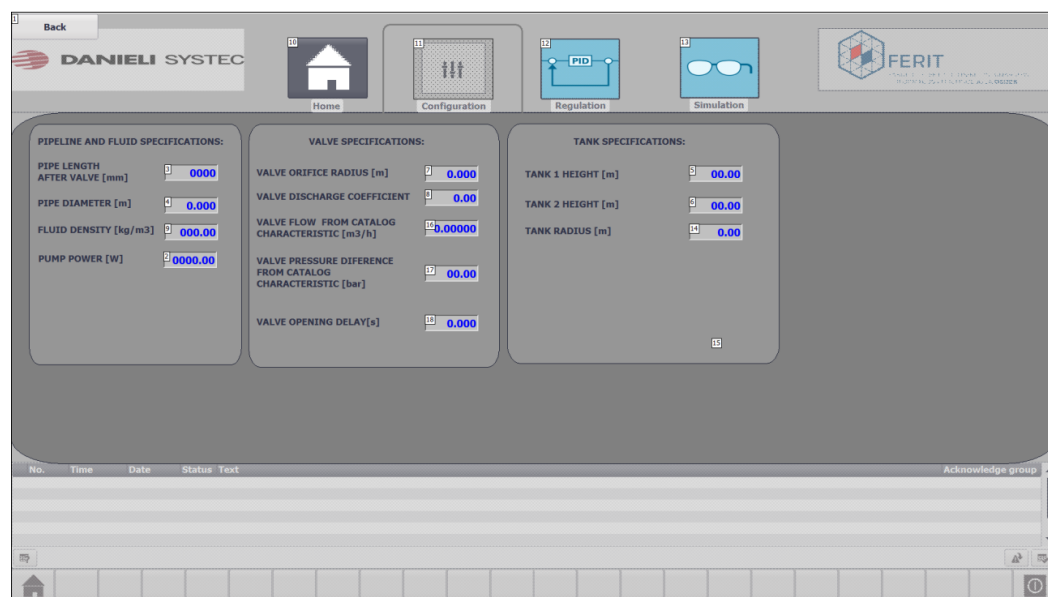 1
Back
DANIELI SYSTEC
10
Home
11
Configuration
12
PID
Regulation
13
Simulation
FERIT
PIPELINE AND FLUID SPECIFICATIONS:
PIPE LENGTH
AFTER VALVE [mm]
3
0000
PIPE DIAMETER [m]
4
0.000
FLUID DENSITY [kg/m3]
9
000.00
PUMP POWER [W]
2
0000.00
VALVE SPECIFICATIONS:
VALVE ORIFICE RADIUS [m]
7
0.000
VALVE DISCHARGE COEFFICIENT
8
0.00
VALVE FLOW FROM CATALOG
CHARACTERISTIC [m3/h]
16
0.00000
VALVE PRESSURE DIFERENCE
FROM CATALOG
CHARACTERISTIC [bar]
17
00.00
VALVE OPENING DELAY[s]
18
0.000
TANK SPECIFICATIONS:
TANK 1 HEIGHT [m]
5
00.00
TANK 2 HEIGHT [m]
6
00.00
TANK RADIUS [m]
14
0.00
15
No. Time Date Status Text Acknowledge group